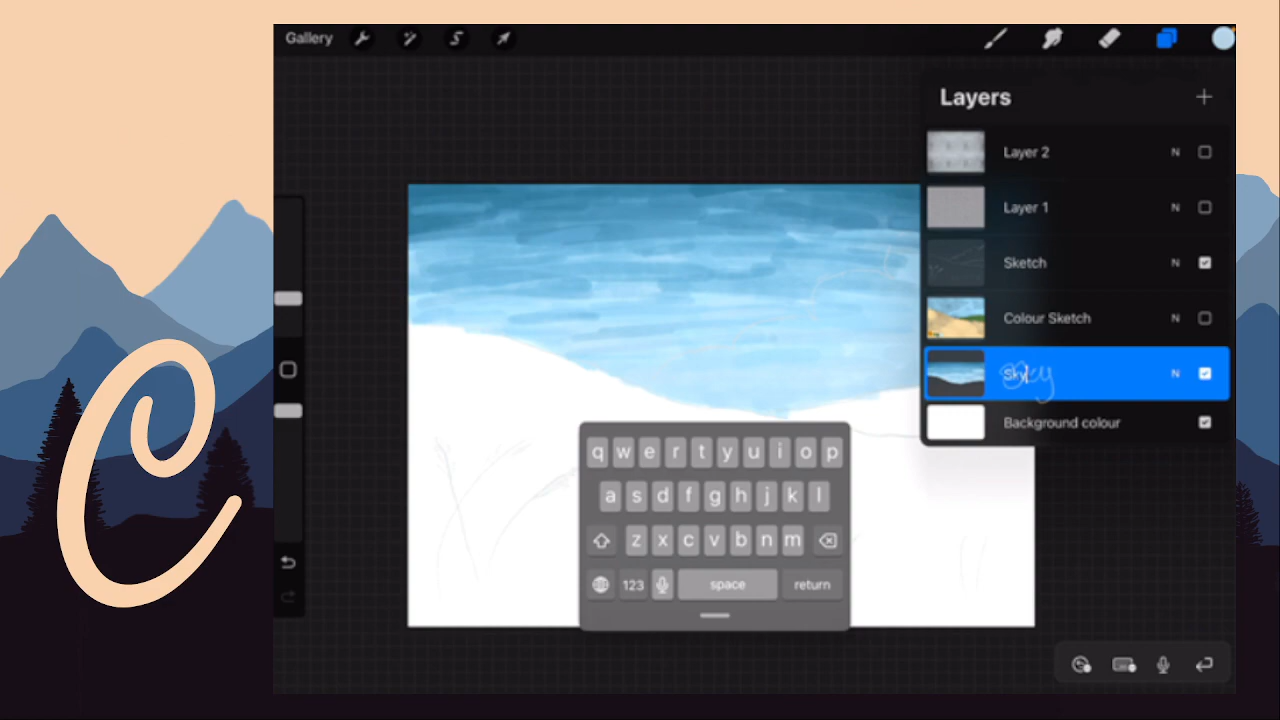 Gallery
Layers
Layer 2
N
Layer 1
N
Sketch
N
Colour Sketch
N
Sky
N
Background colour
C
q w e r t y u i o p
a s d f g h j k l
z x c v b n m
123
space
return